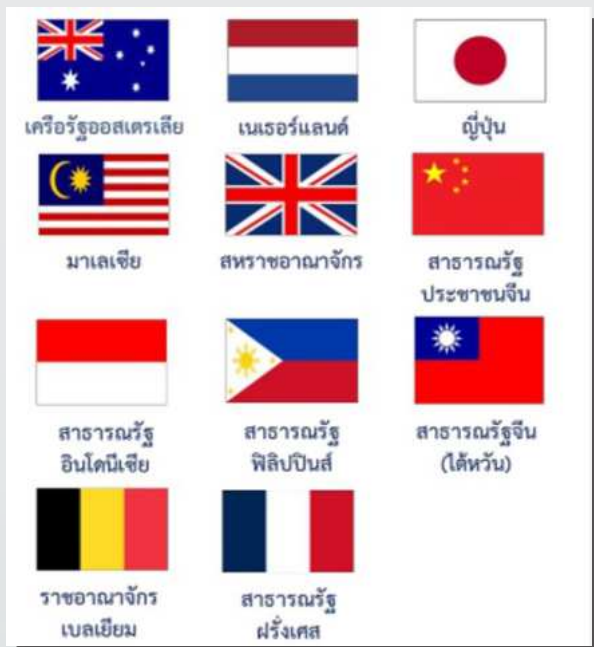 เครือรัฐออสเตรเลีย
เนเธอร์แลนด์
ญี่ปุ่น
มาเลเซีย
สหราชอาณาจักร
สาธารณรัฐ
ประชาชนจีน
สาธารณรัฐ
อินโดนีเซีย
สาธารณรัฐ
ฟิลิปปินส์
สาธารณรัฐจีน
(ไต้หวัน)
ราชอาณาจักร
เบลเยียม
สาธารณรัฐ
ฝรั่งเศส